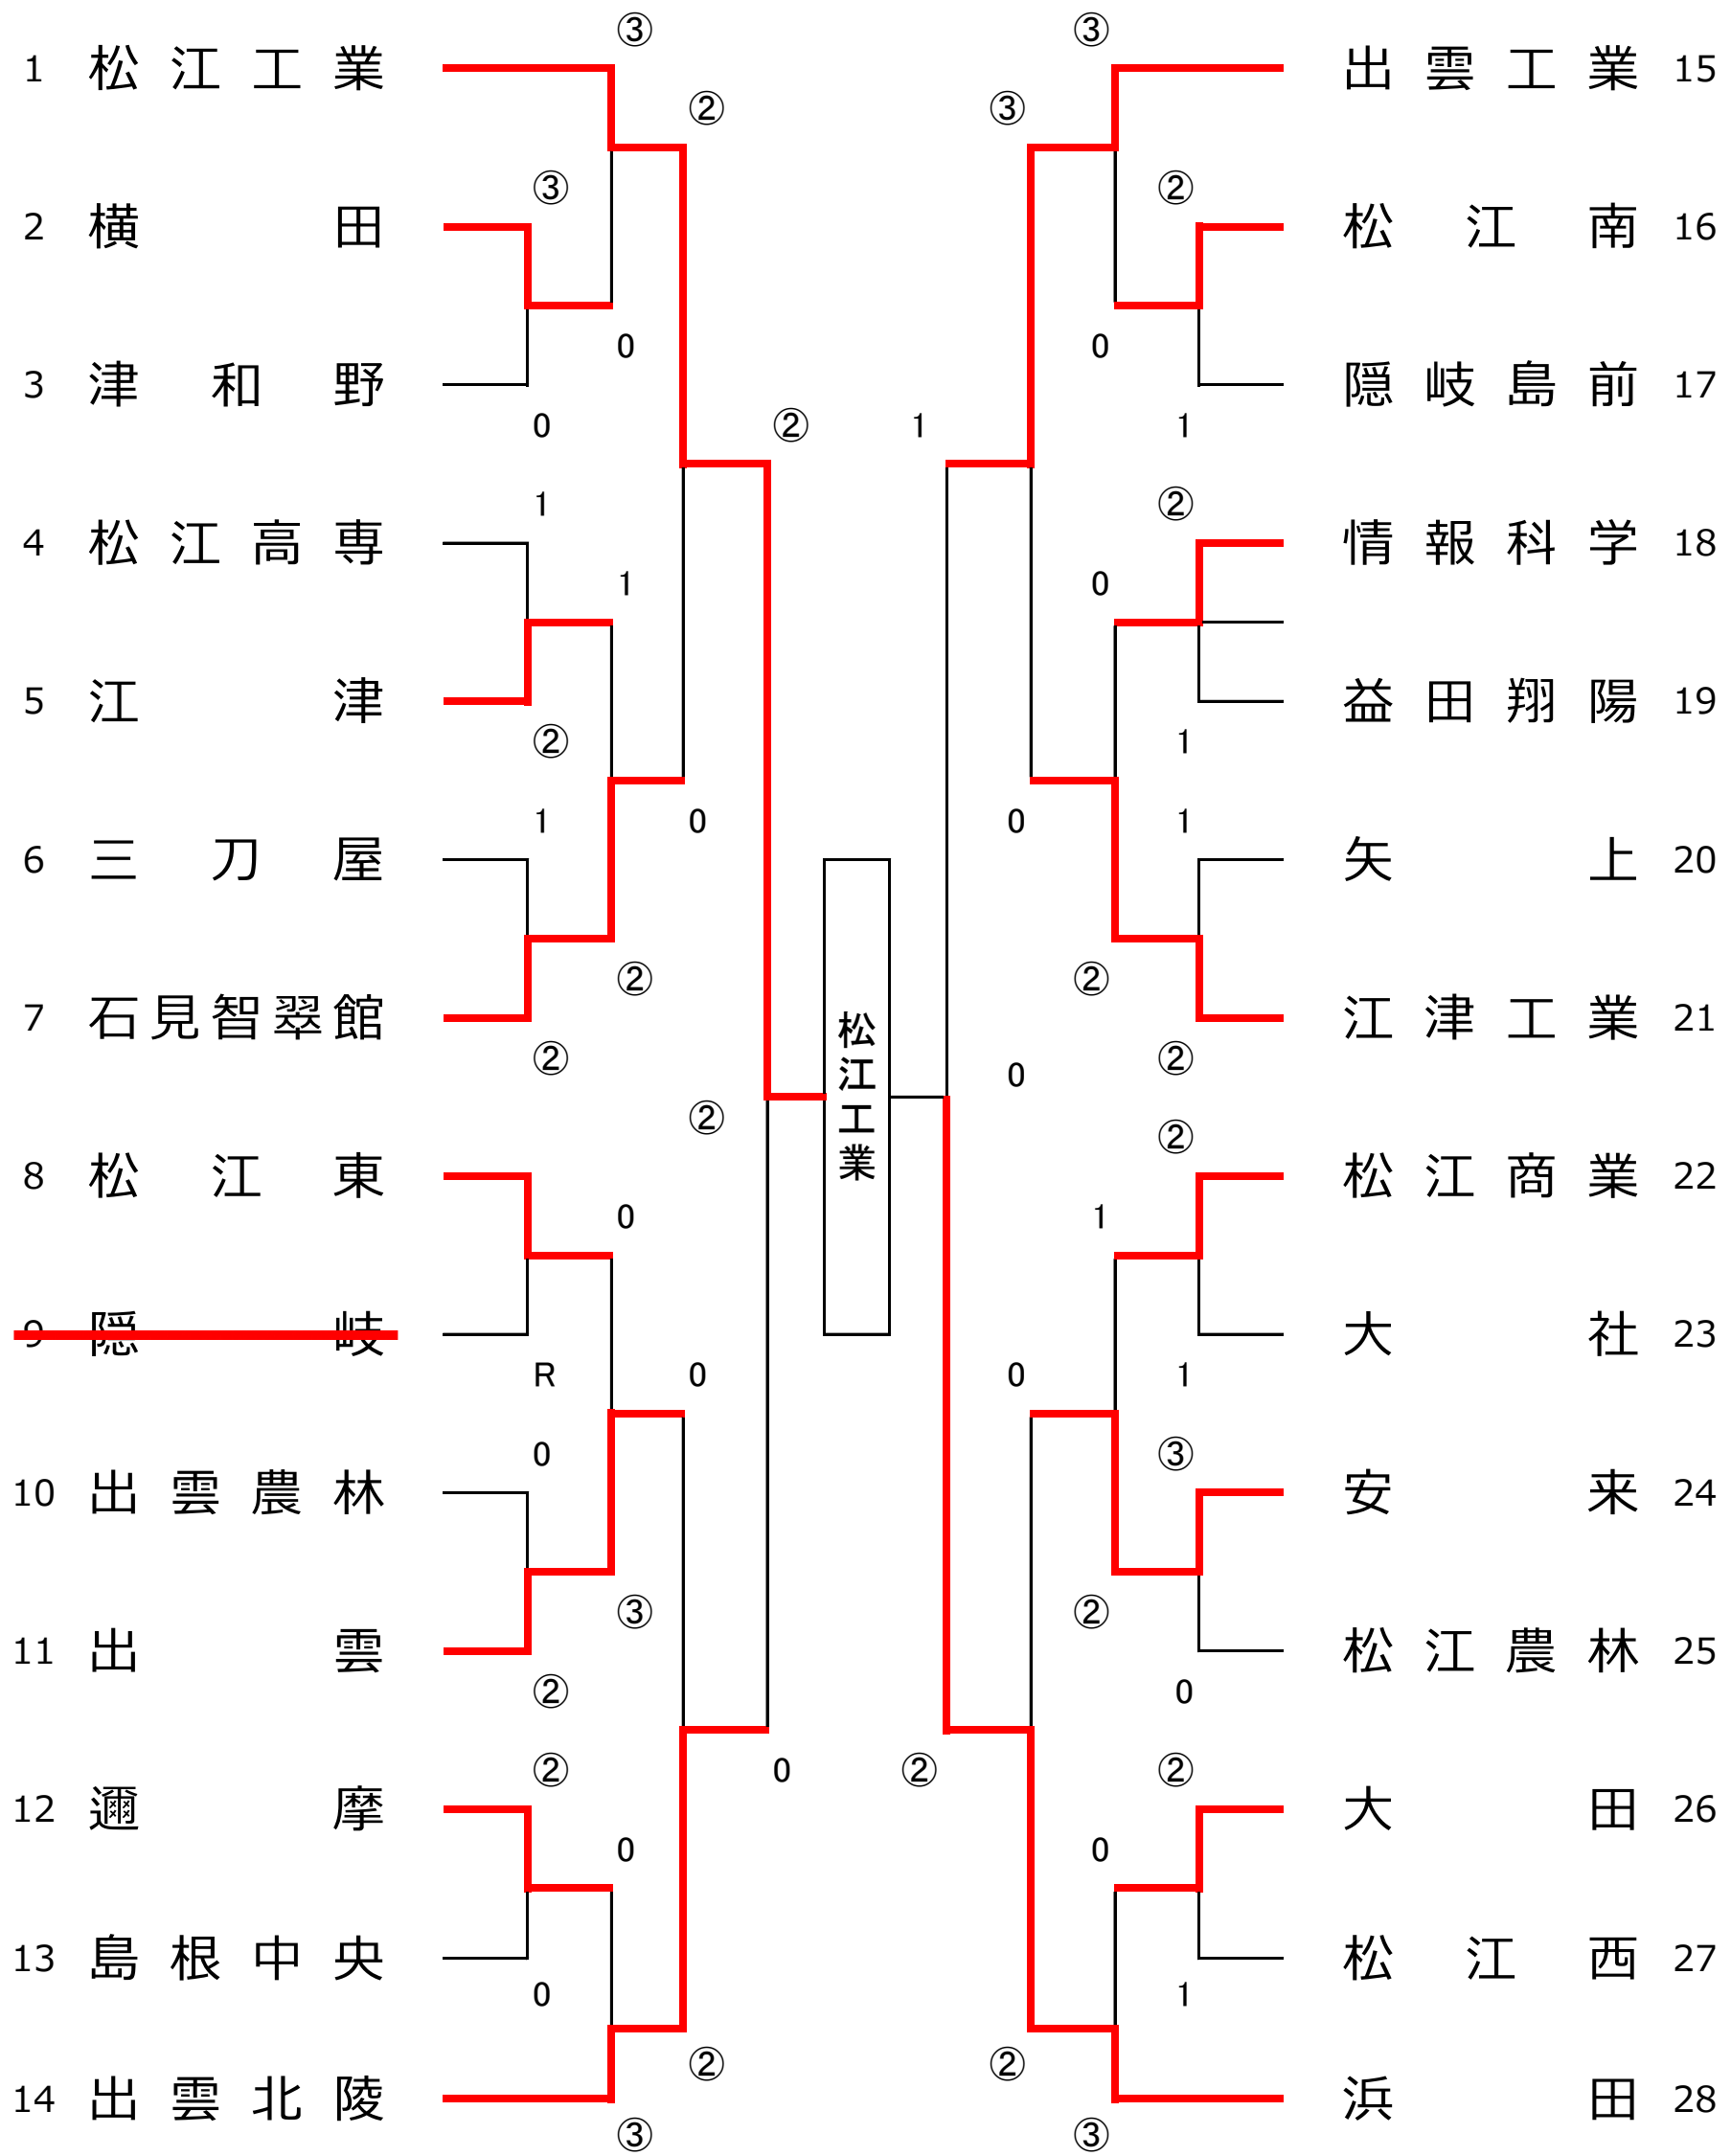 1 松江工業
2 横田
3 津和野
4 松江高専
5 江津
6 三刀屋
7 石見智翠館
8 松江東
9 隠岐
10 出雲農林
11 出雲
12 邇摩
13 島根中央
14 出雲北陵
③
②
③
0
0
②
1
1
②
1
0
②
②
②
0
R
0
0
③
②
②
0
0
0
②
③
松江工業
③
③
②
0
1
1
②
0
1
0
1
②
0
②
②
1
0
1
③
②
0
②
②
0
1
②
③
出雲工業 15
松江南 16
隠岐島前 17
情報科学 18
益田翔陽 19
矢上 20
江津工業 21
松江商業 22
大社 23
安来 24
松江農林 25
大田 26
松江西 27
浜田 28